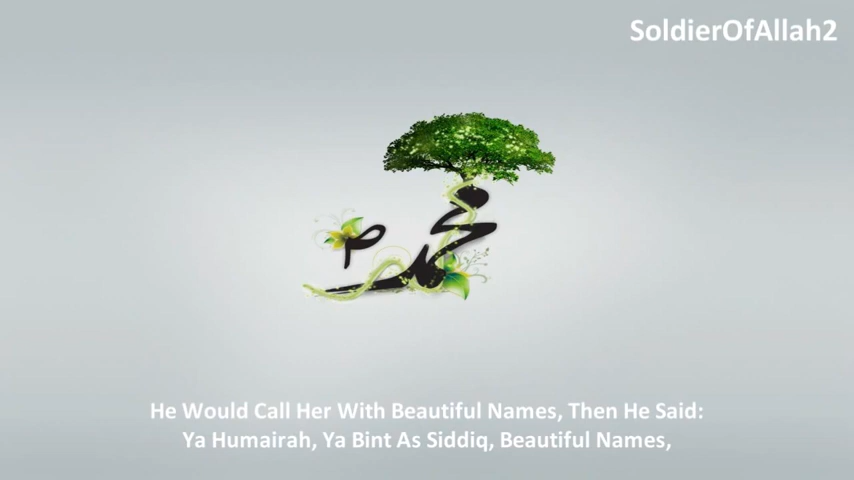 SoldierOfAllah2
محمد
He Would Call Her With Beautiful Names, Then He Said:
Ya Humairah, Ya Bint As Siddiq, Beautiful Names,